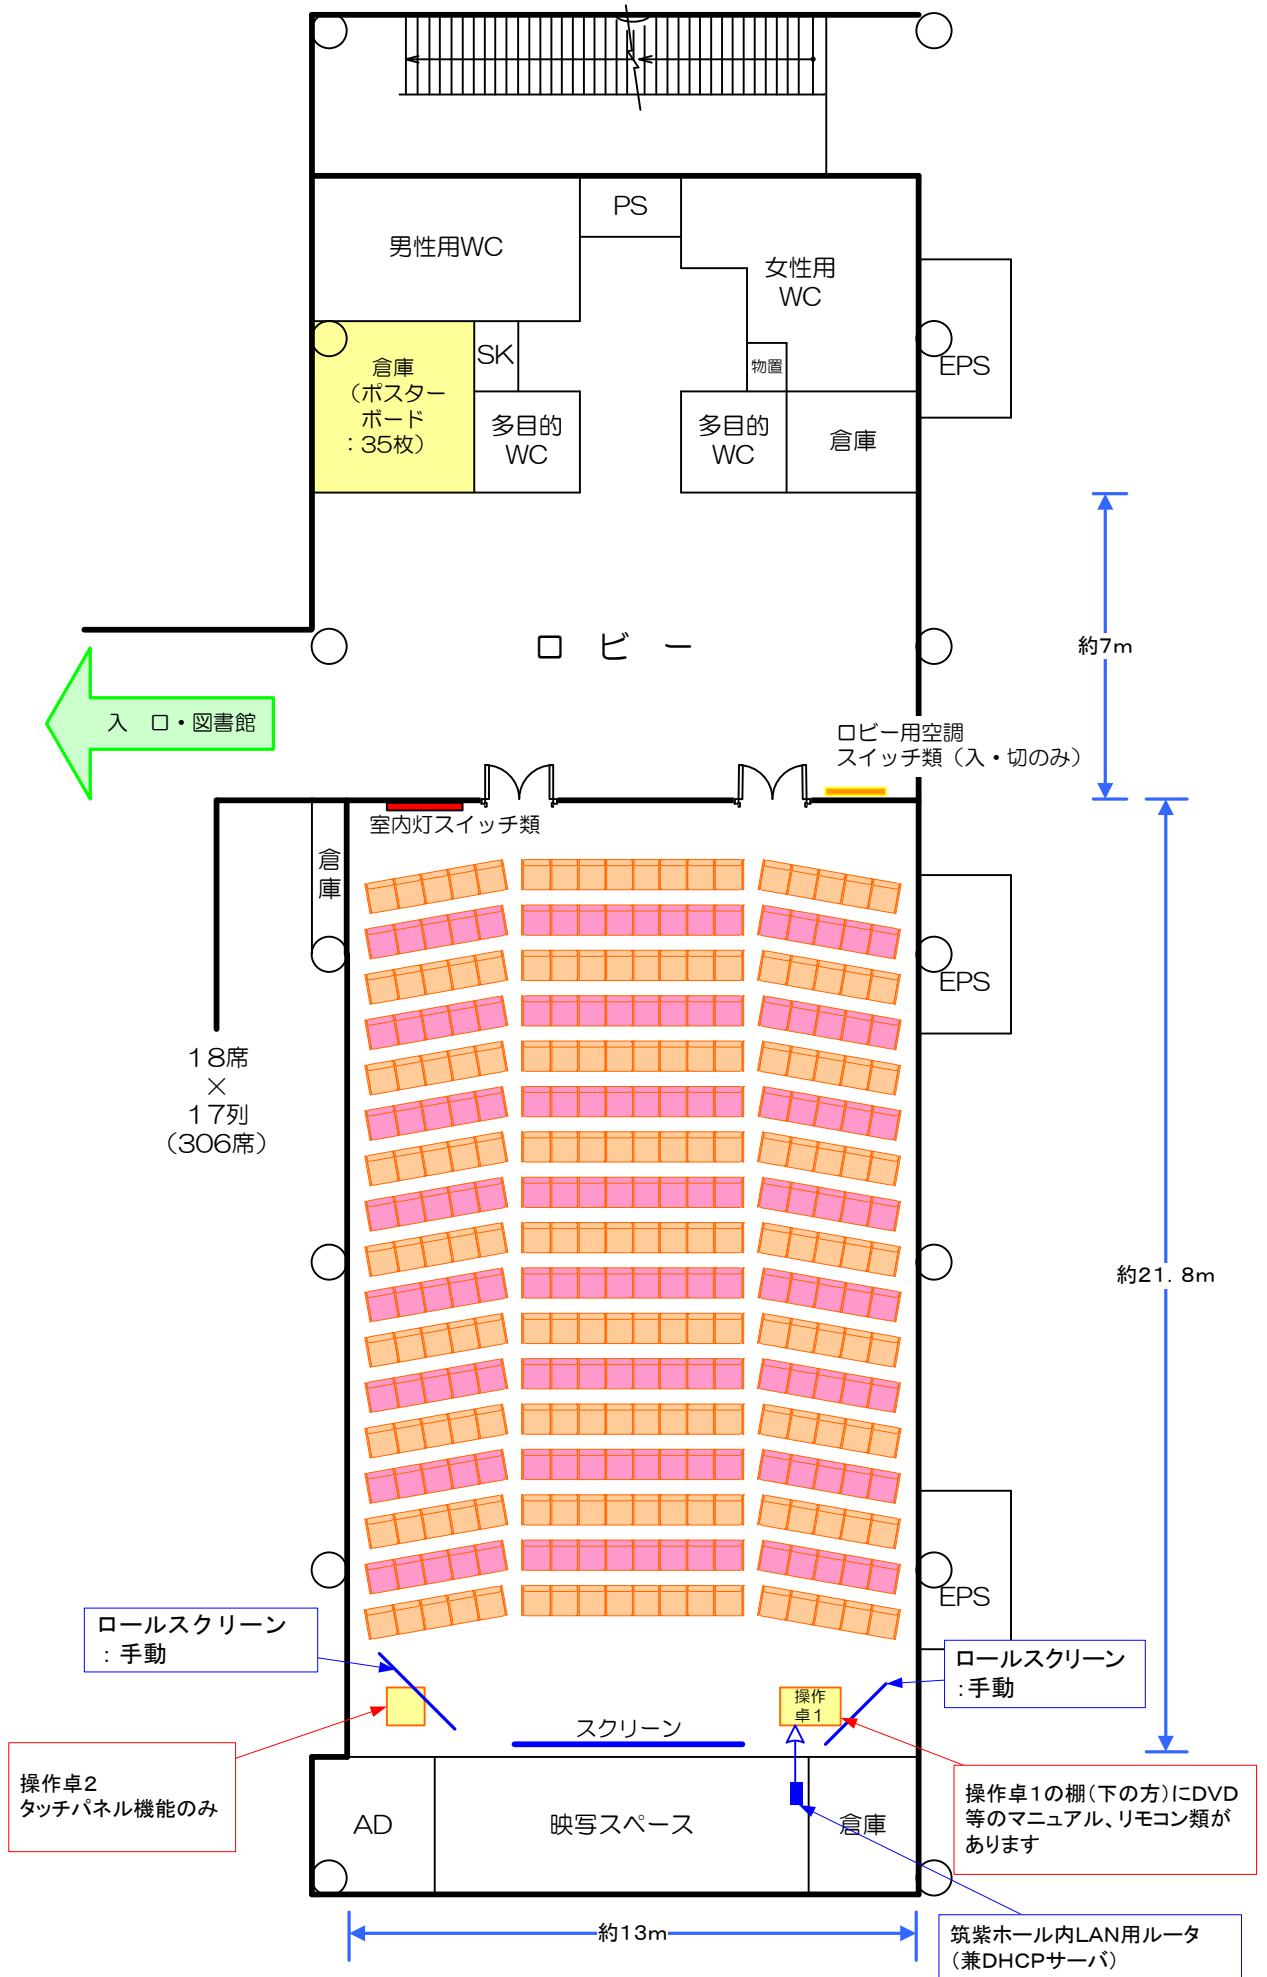 PS
男性用WC
女性用
WC
EPS
倉庫
（ポスター
ボード
：35枚）
SK
物置
多目的
WC
多目的
WC
倉庫
約7m
ロ ビ ー
入 口・図書館
ロビー用空調
スイッチ類（入・切のみ）
室内灯スイッチ類
倉
庫
EPS
18席
×
17列
（306席）
約21．8m
EPS
ロールスクリーン
：手動
ロールスクリーン
：手動
操作
卓1
スクリーン
操作卓2
タッチパネル機能のみ
操作卓1の棚（下の方）にDVD
等のマニュアル、リモコン類が
あります
AD
映写スペース
倉庫
約13m
筑紫ホール内LAN用ルータ
（兼DHCPサーバ）